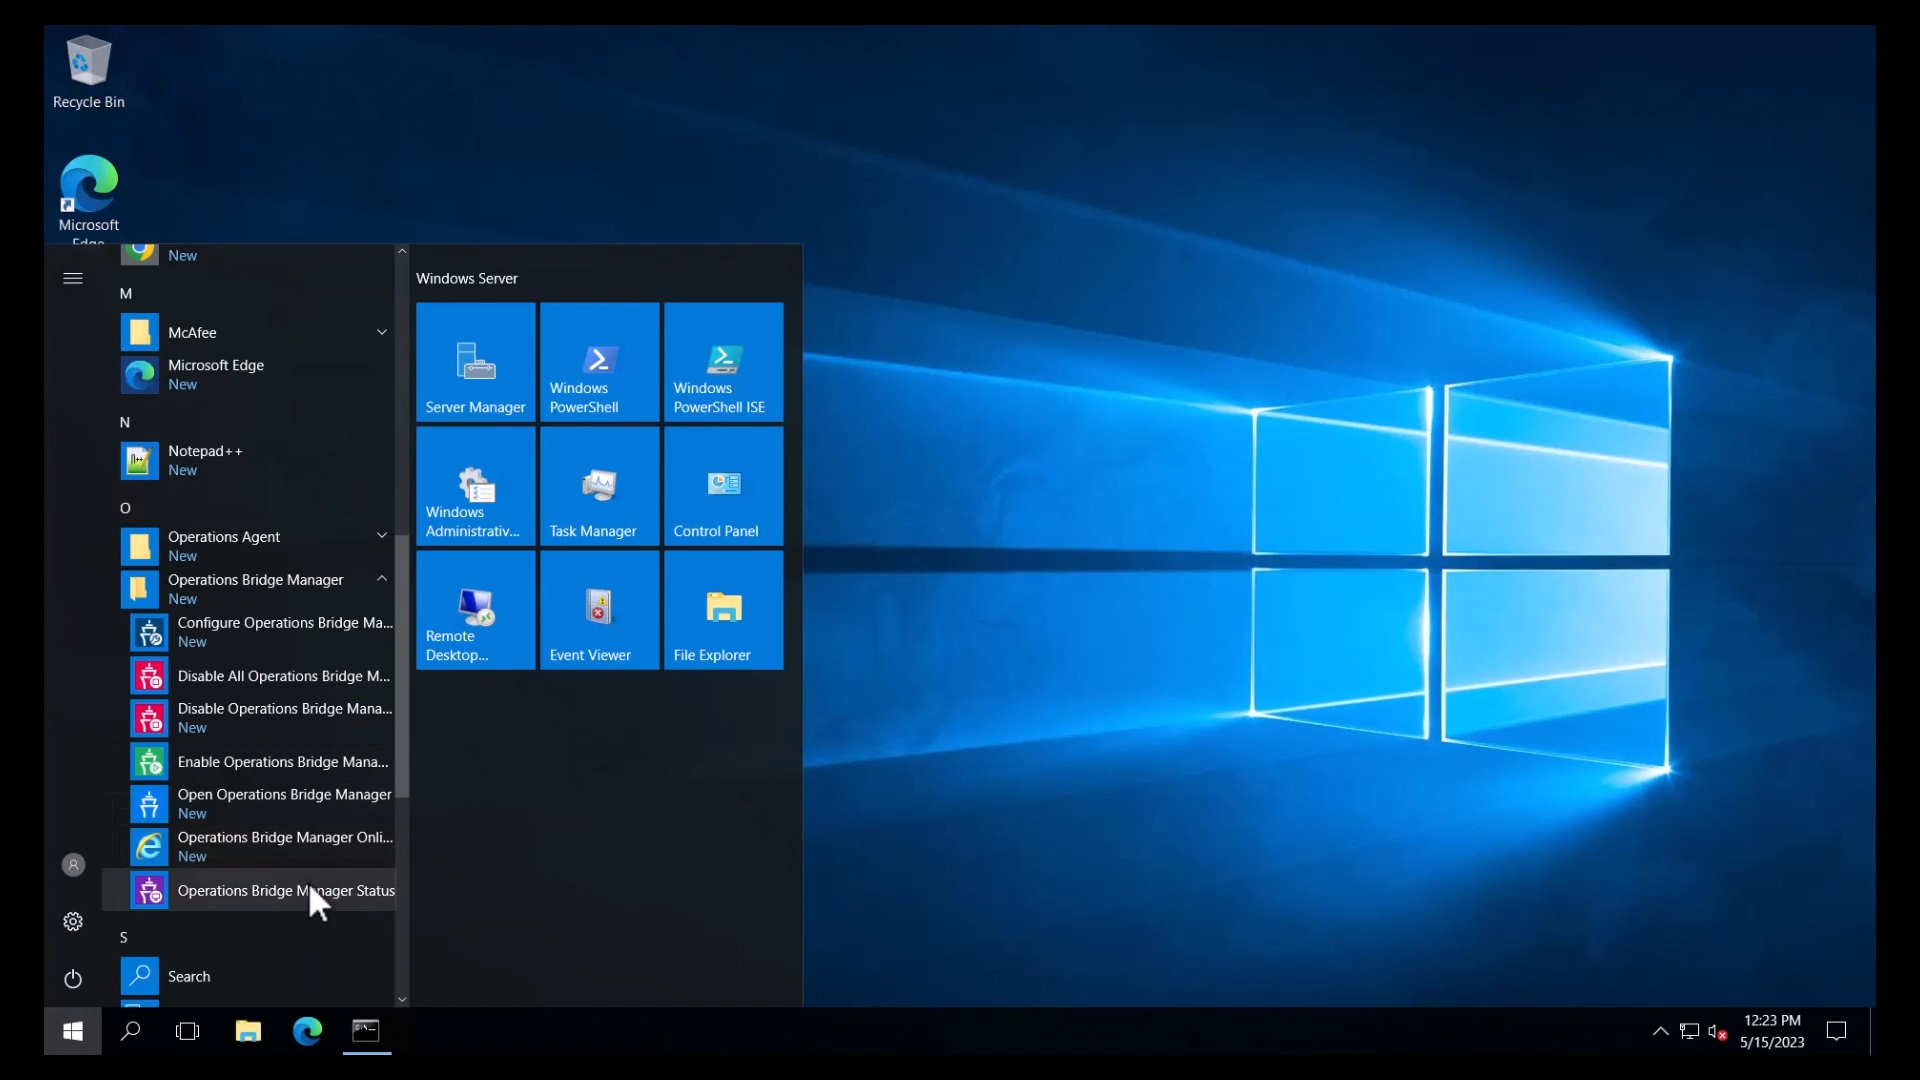 Recycle Bin
Microsoft
Edge
New
M
McAfee
Microsoft Edge
New
N
Notepad++
New
O
Operations Agent
New
Operations Bridge Manager
New
Configure Operations Bridge Ma...
New
Disable All Operations Bridge M...
Disable Operations Bridge Mana...
New
Enable Operations Bridge Mana...
Open Operations Bridge Manager
New
Operations Bridge Manager Onli...
New
Operations Bridge Manager Status
S
Search
Windows Server
Server Manager
Windows
PowerShell
Windows
PowerShell ISE
Windows
Administrativ...
Task Manager
Control Panel
Remote
Desktop...
Event Viewer
File Explorer
12:23 PM
5/15/2023